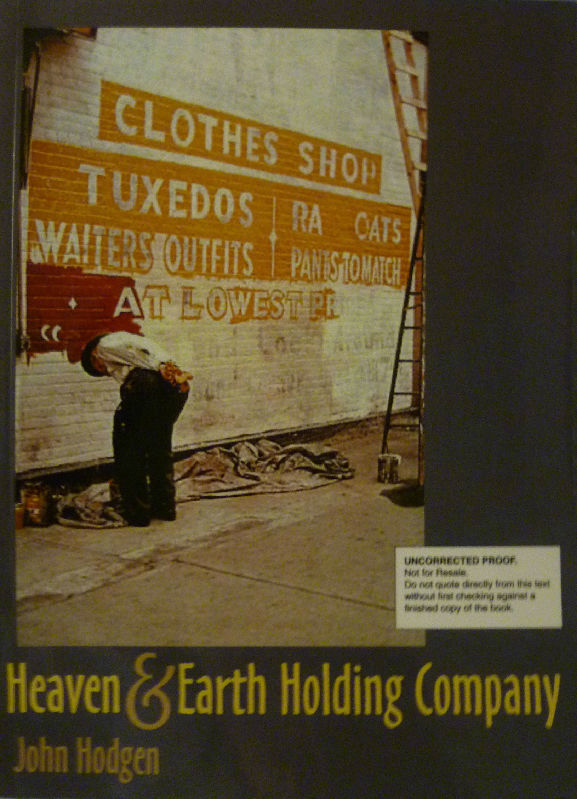 CLOTHES SHOP
TUXEDOS
WAITERS' OUTFITS
RA OATS
PANTS TO MATCH
AT LOWEST PR
UNCORRECTED PROOF.
Not for Resale.
Do not quote directly from this text
without first checking against a
finished copy of the book.
Heaven & Earth Holding Company
John Hodgen